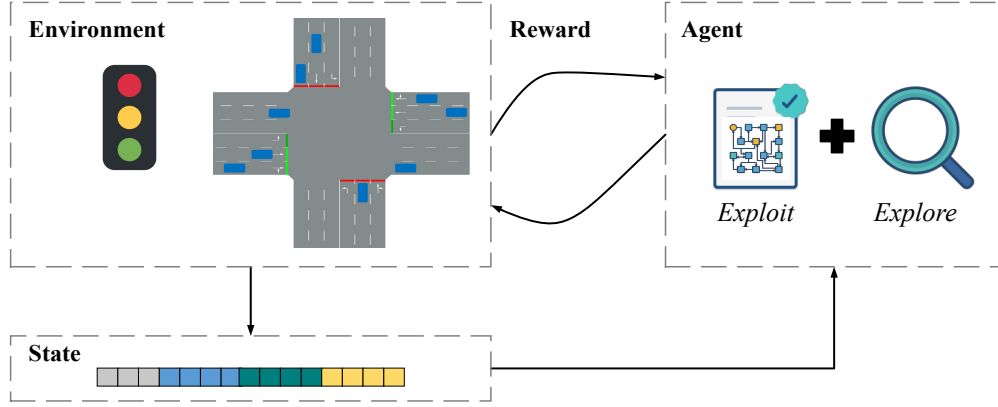 Environment
Reward
Agent
Exploit
Explore
State